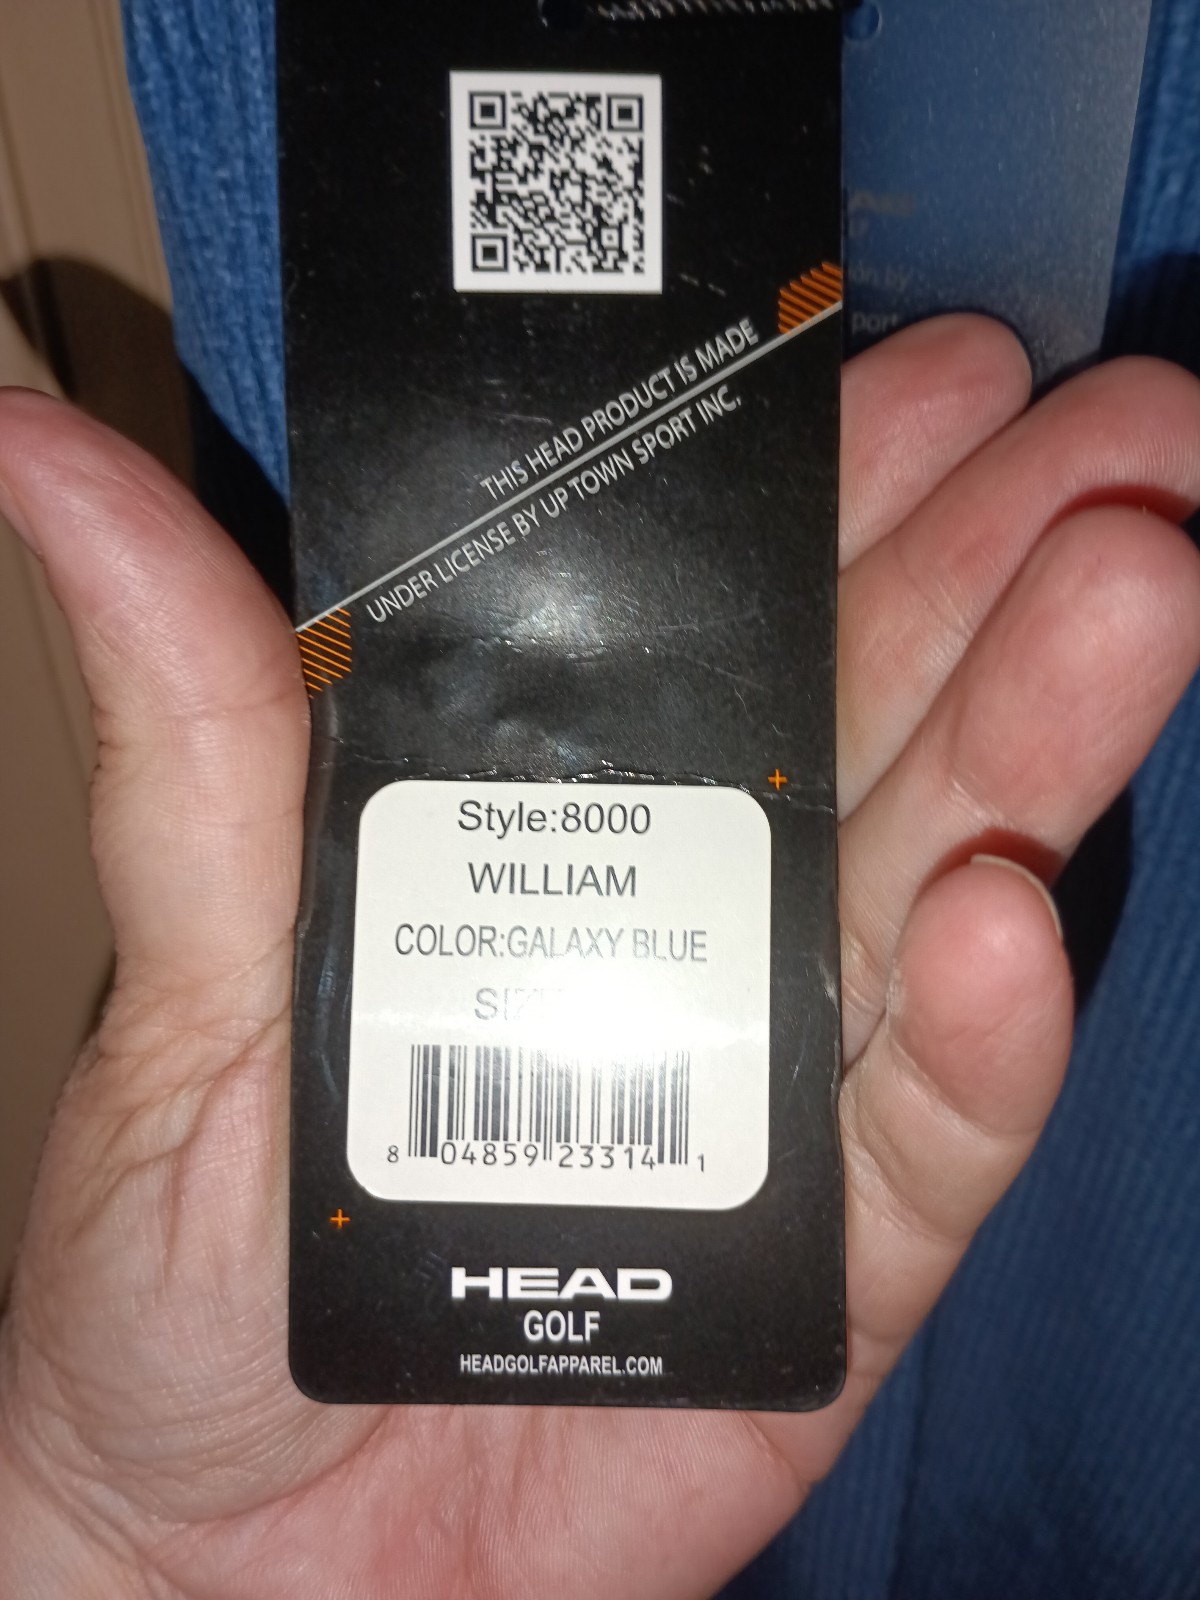 THIS HEAD PRODUCT IS MADE
UNDER LICENSE BY UP TOWN SPORT INC.
Style:8000
WILLIAM
COLOR:GALAXY BLUE
8 04859 23314 1
HEAD
GOLF
HEADGOLFAPPAREL.COM